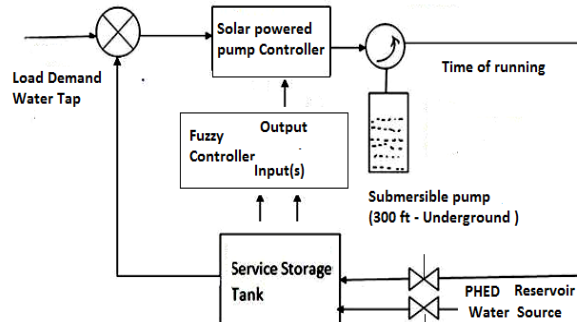 Solar powered
pump Controller
Load Demand
Water Tap
Time of running
Output
Fuzzy
Controller
Input(s)
Submersible pump
(300 ft - Underground )
Service Storage
Tank
PHED Reservoir
Water Source